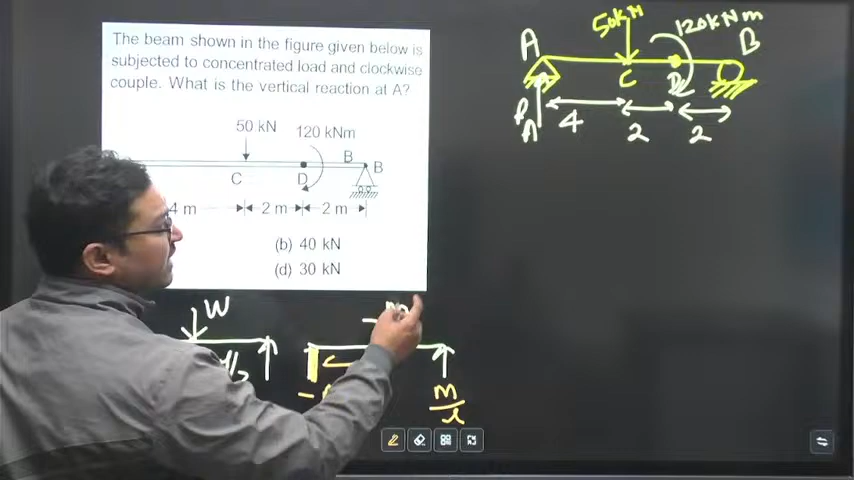 The beam shown in the figure given below is
subjected to concentrated load and clockwise
couple. What is the vertical reaction at A?
50 kN
120 kNm
B
B
C
D
4 m
2 m
2 m
(b) 40 kN
(d) 30 kN
50kN
120kNm
A
B
C
D
RA
4
2
2
W
M
l